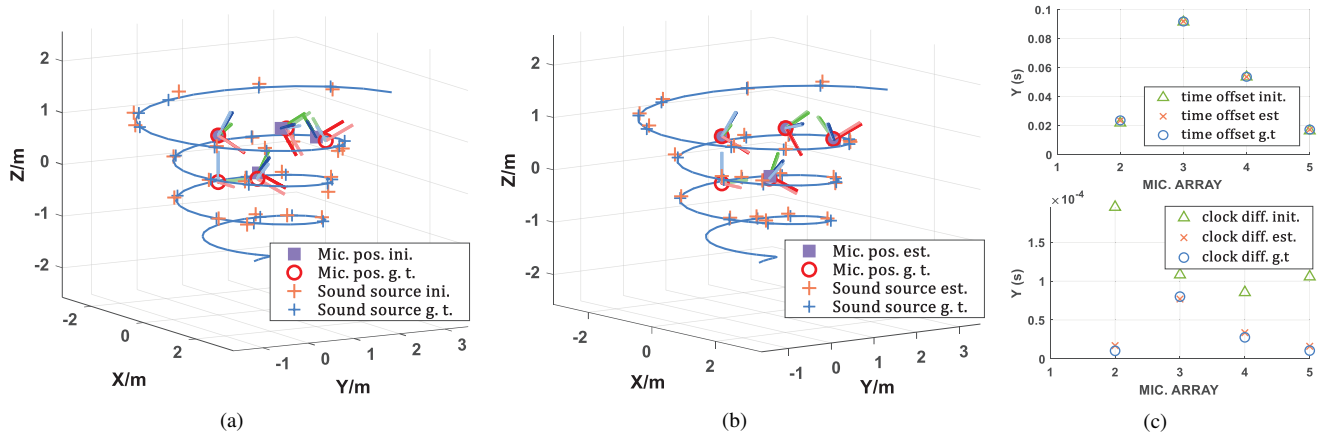 2
1
0
-1
-2
Z/m
-2
0
2
X/m
-1
0
1
2
3
Y/m
Mic. pos. ini.
Mic. pos. g. t.
Sound source ini.
Sound source g. t.
(a)
2
1
0
-1
-2
Z/m
-2
0
2
X/m
-1
0
1
2
3
Y/m
Mic. pos. est.
Mic. pos. g. t.
Sound source est.
Sound source g. t.
(b)
0.1
0.08
0.06
0.04
0.02
0
Y (s)
time offset init.
time offset est
time offset g.t
1 2 3 4 5
MIC. ARRAY
×10⁻⁴
1.5
1
0.5
0
Y (s)
clock diff. init.
clock diff. est.
clock diff. g.t
1 2 3 4 5
MIC. ARRAY
(c)